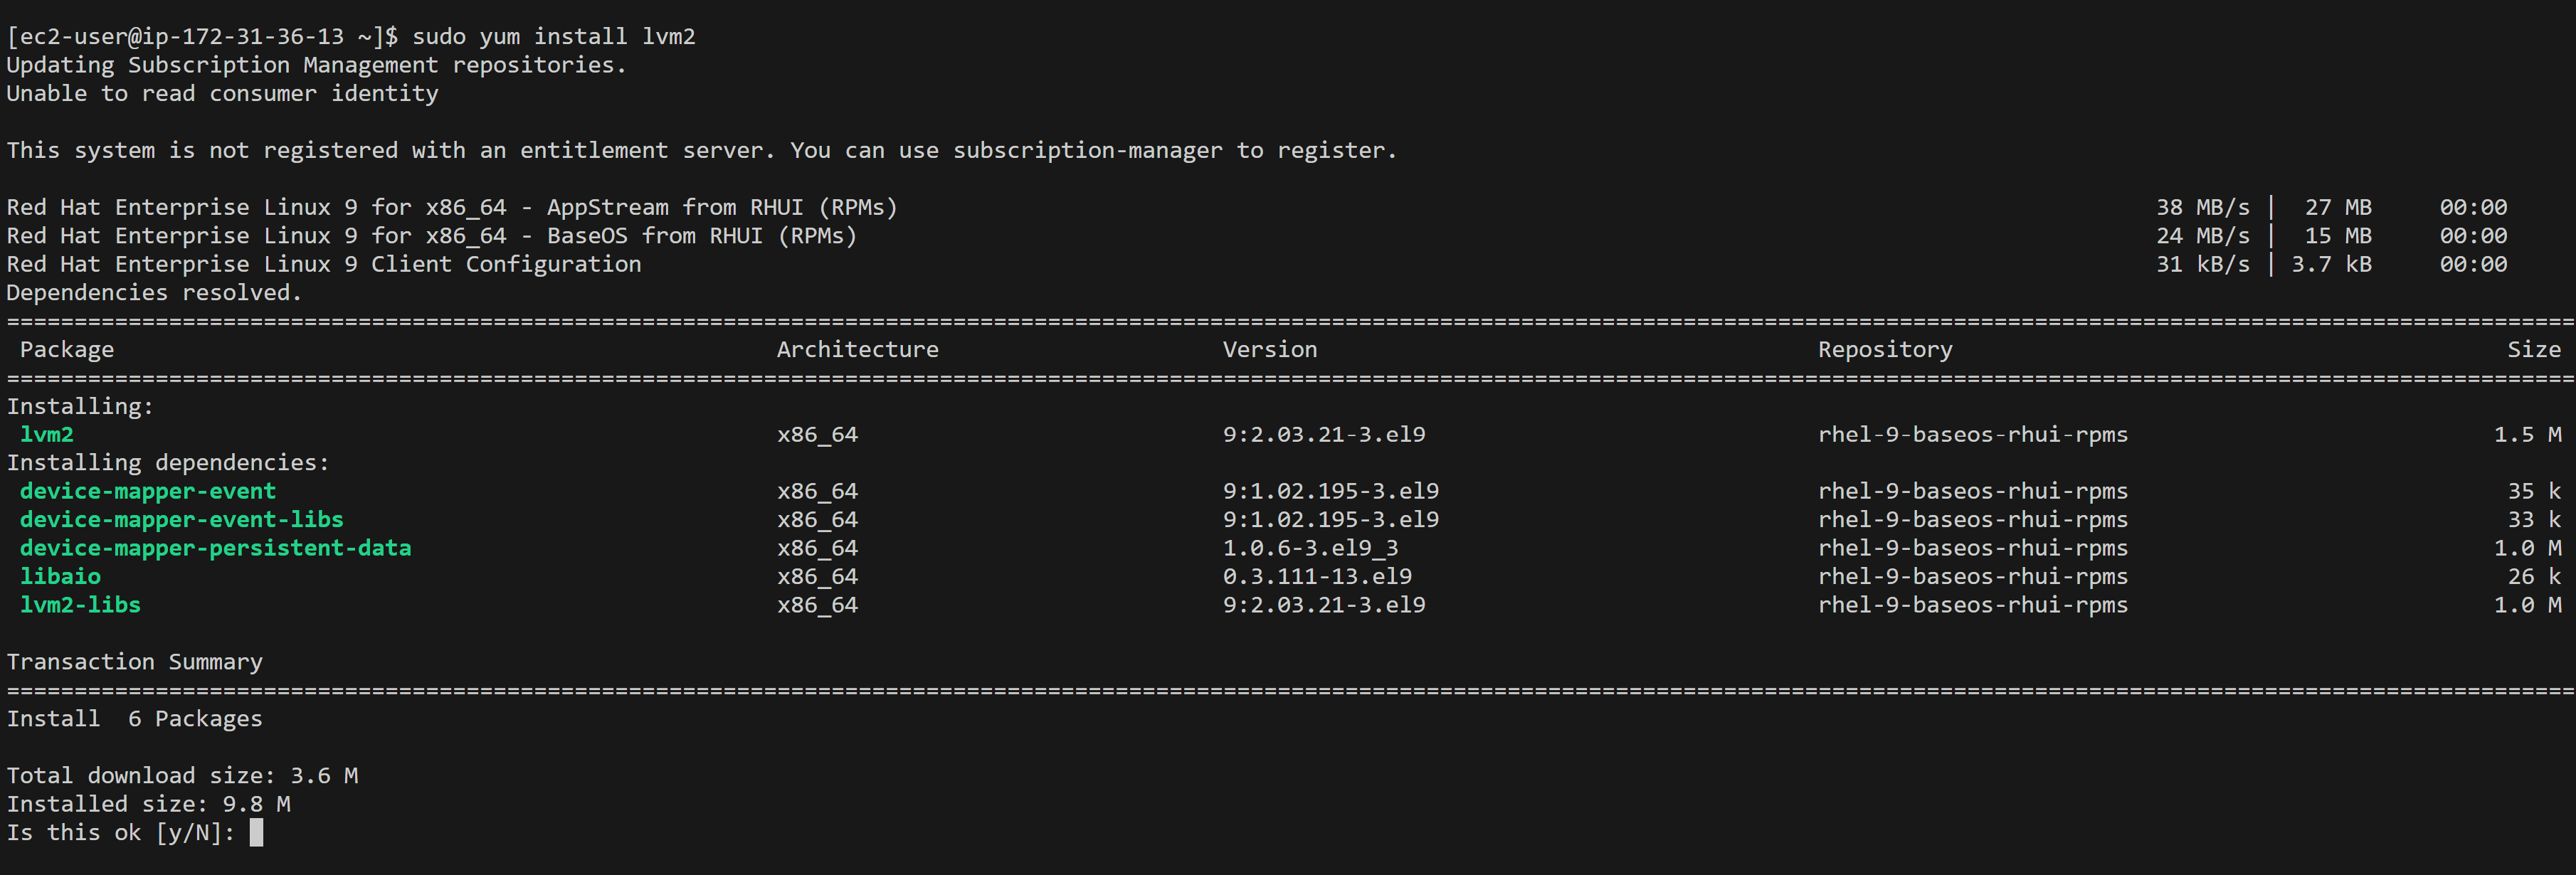 [ec2-user@ip-172-31-36-13 ~]$ sudo yum install lvm2
Updating Subscription Management repositories.
Unable to read consumer identity
This system is not registered with an entitlement server. You can use subscription-manager to register.
Red Hat Enterprise Linux 9 for x86_64 - AppStream from RHUI (RPMs) 38 MB/s | 27 MB 00:00
Red Hat Enterprise Linux 9 for x86_64 - BaseOS from RHUI (RPMs) 24 MB/s | 15 MB 00:00
Red Hat Enterprise Linux 9 Client Configuration 31 kB/s | 3.7 kB 00:00
Dependencies resolved.
Package Architecture Version Repository Size
Installing:
lvm2 x86_64 9:2.03.21-3.el9 rhel-9-baseos-rhui-rpms 1.5 M
Installing dependencies:
device-mapper-event x86_64 9:1.02.195-3.el9 rhel-9-baseos-rhui-rpms 35 k
device-mapper-event-libs x86_64 9:1.02.195-3.el9 rhel-9-baseos-rhui-rpms 33 k
device-mapper-persistent-data x86_64 1.0.6-3.el9_3 rhel-9-baseos-rhui-rpms 1.0 M
libaio x86_64 0.3.111-13.el9 rhel-9-baseos-rhui-rpms 26 k
lvm2-libs x86_64 9:2.03.21-3.el9 rhel-9-baseos-rhui-rpms 1.0 M
Transaction Summary
Install 6 Packages
Total download size: 3.6 M
Installed size: 9.8 M
Is this ok [y/N]: